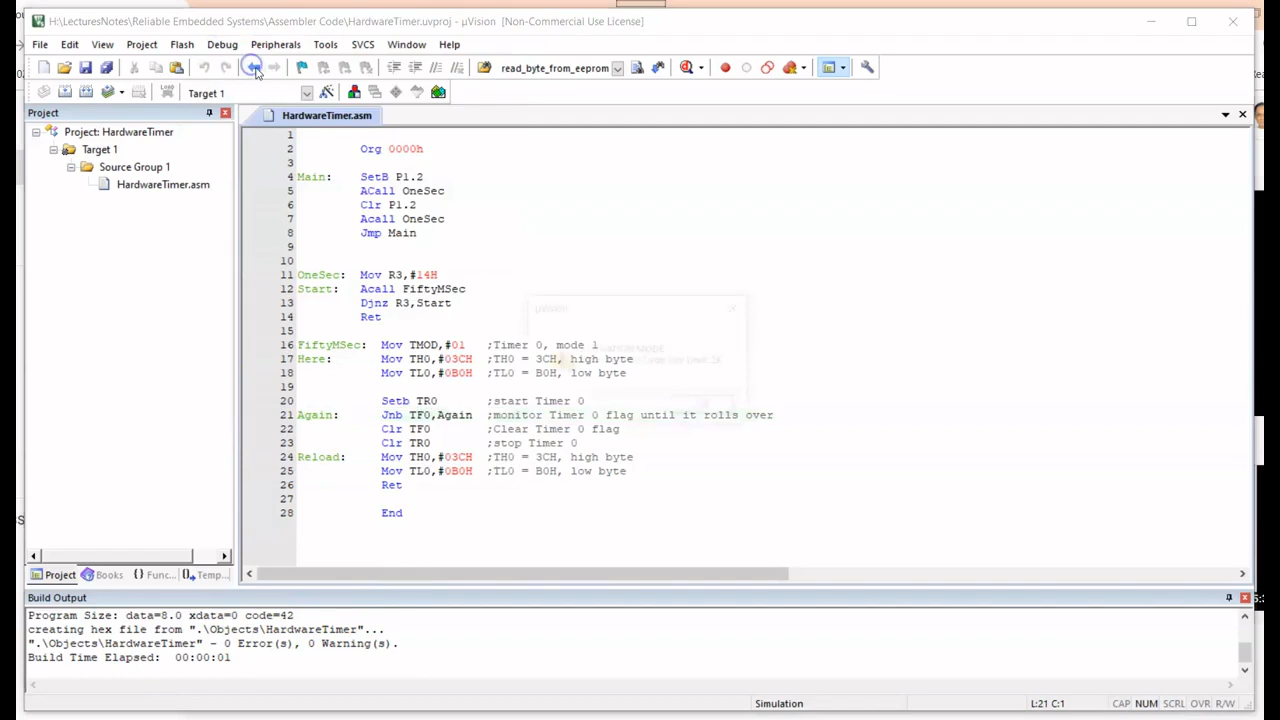 H:\LecturesNotes\Reliable Embedded Systems\Assembler Code\HardwareTimer.uvproj - µVision [Non-Commercial Use License]
File Edit View Project Flash Debug Peripherals Tools SVCS Window Help
read_byte_from_eeprom
LOAD Target 1
Project
HardwareTimer.asm
Project: HardwareTimer
Target 1
Source Group 1
HardwareTimer.asm
1
2 Org 0000h
3
4 Main: SetB P1.2
5 ACall OneSec
6 Clr P1.2
7 Acall OneSec
8 Jmp Main
9
10
11 OneSec: Mov R3,#14H
12 Start: Acall FiftyMSec
13 Djnz R3,Start
14 Ret
15
16 FiftyMSec: Mov TMOD,#01 ;Timer 0, mode 1
17 Here: Mov TH0,#03CH ;TH0 = 3CH, high byte
18 Mov TL0,#0B0H ;TL0 = B0H, low byte
19
20 Setb TR0 ;start Timer 0
21 Again: Jnb TF0,Again ;monitor Timer 0 flag until it rolls over
22 Clr TF0 ;Clear Timer 0 flag
23 Clr TR0 ;stop Timer 0
24 Reload: Mov TH0,#03CH ;TH0 = 3CH, high byte
25 Mov TL0,#0B0H ;TL0 = B0H, low byte
26 Ret
27
28 End
µVision
Project Books {} Func... Temp...
Build Output
Program Size: data=8.0 xdata=0 code=42
creating hex file from ".\Objects\HardwareTimer"...
".\Objects\HardwareTimer" - 0 Error(s), 0 Warning(s).
Build Time Elapsed: 00:00:01
Simulation L:21 C:1 CAP NUM SCRL OVR R/W